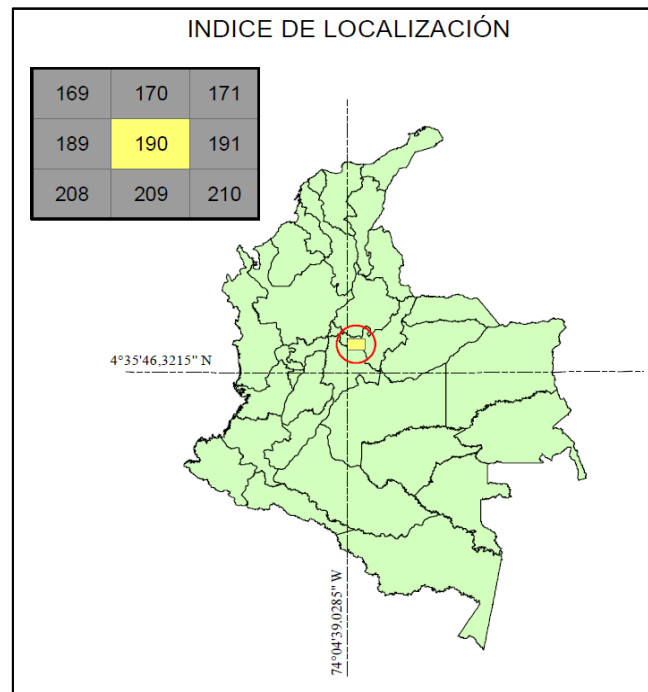 INDICE DE LOCALIZACIÓN
169 170 171
189 190 191
208 209 210
4°35'46,3215" N
74°04'39,0285" W